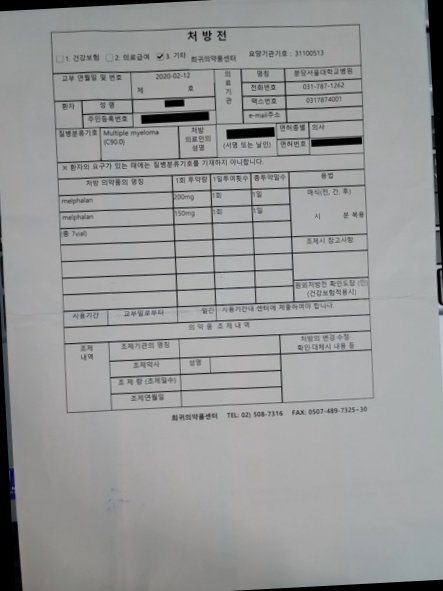 처 방 전
☐ 1. 건강보험 ☐ 2. 의료급여 ☑ 3. 기타 희귀의약품센터 요양기관기호 : 31100513
교부 연월일 및 번호 2020-02-12 제 호
의료기관 명칭 분당서울대학교병원
전화번호 031-787-1262
팩스번호 0317874001
e-mail주소
환자 성 명
주민등록번호
질병분류기호 Multiple myeloma (C90.0)
처방 의료인의 성명 (서명 또는 날인)
면허종별 의사
면허번호
※ 환자의 요구가 있는 때에는 질병분류기호를 기재하지 아니합니다.
처방 의약품의 명칭 1회 투약량 1일투여횟수 총투약일수 용법
melphalan 200mg 1회 1일
melphalan 150mg 1회 1일
(총 7vial)
매식(전, 간, 후)
시 분 복용
조제시 참고사항
원외처방전 확인도장 (인)
(건강보험적용시)
사용기간 교부일로부터 일간 사용기간내 센터에 제출하여야 합니다.
의 약 품 조 제 내 역
조제내역 조제기관의 명칭
처방의 변경·수정·확인·대체시 내용 등
조제약사 성명
조 제 량 (조제일수)
조제연월일
희귀의약품센터 TEL: 02) 508-7316 FAX: 0507-489-7325~30